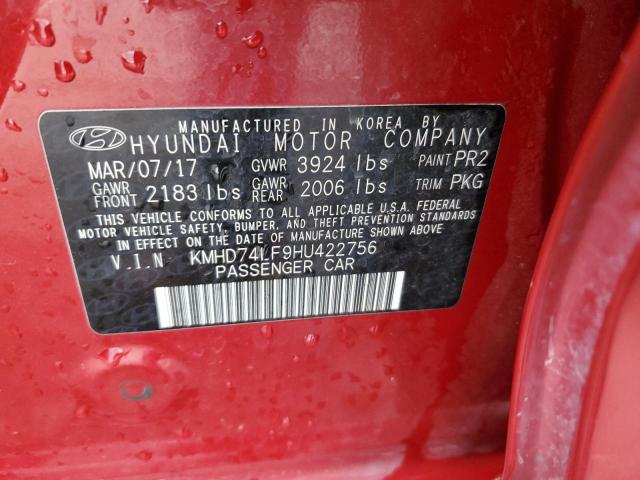 MANUFACTURED IN KOREA BY
HYUNDAI MOTOR COMPANY
MAR/07/17 GVWR 3924 lbs PAINT PR2
GAWR FRONT 2183 lbs GAWR REAR 2006 lbs TRIM PKG
THIS VEHICLE CONFORMS TO ALL APPLICABLE U.S.A. FEDERAL
MOTOR VEHICLE SAFETY, BUMPER, AND THEFT PREVENTION STANDARDS
IN EFFECT ON THE DATE OF MANUFACTURE SHOWN ABOVE.
V I N KMHD74LF9HU422756
PASSENGER CAR